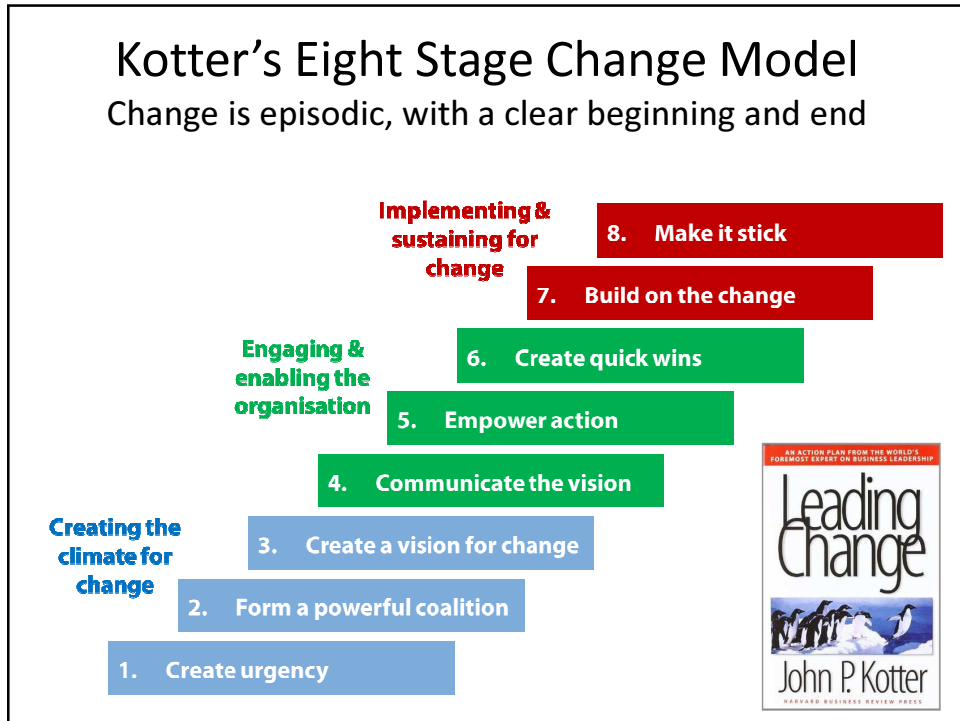 Kotter’s Eight Stage Change Model
Change is episodic, with a clear beginning and end
Implementing &
sustaining for
change
8. Make it stick
7. Build on the change
Engaging &
enabling the
organisation
6. Create quick wins
5. Empower action
4. Communicate the vision
Creating the
climate for
change
3. Create a vision for change
2. Form a powerful coalition
1. Create urgency
AN ACTION PLAN FROM THE WORLD'S
FOREMOST EXPERT ON BUSINESS LEADERSHIP
Leading
Change
John P. Kotter
HARVARD BUSINESS REVIEW PRESS